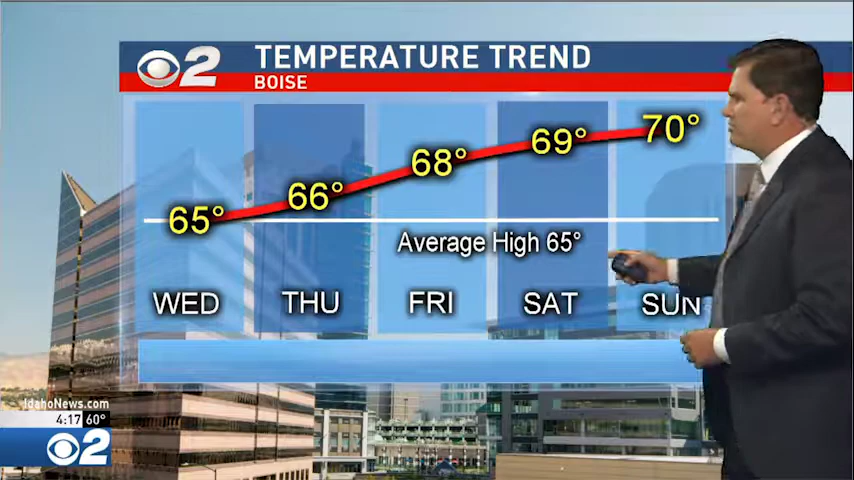 2 TEMPERATURE TREND
BOISE
65° 66° 68° 69° 70°
Average High 65°
WED THU FRI SAT SUN
IdahoNews.com
4:17 60°
2